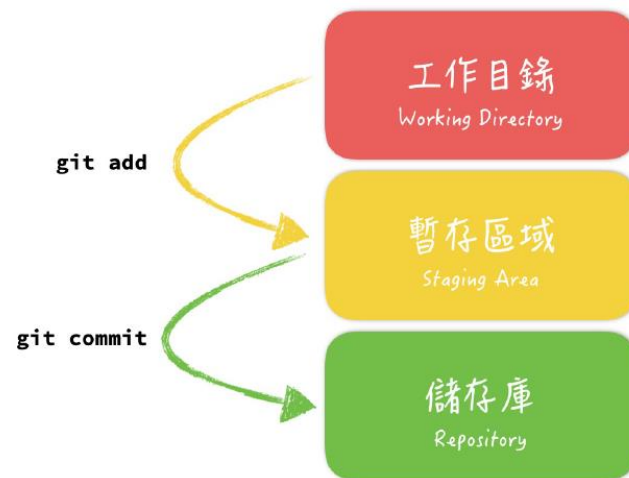 工作目錄
Working Directory
git add
暫存區域
Staging Area
git commit
儲存庫
Repository